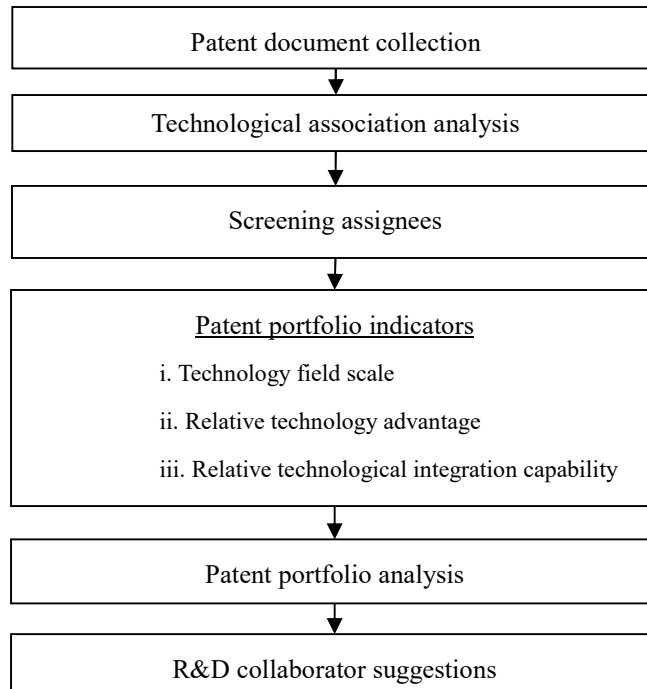 Patent document collection
Technological association analysis
Screening assignees
Patent portfolio indicators
i. Technology field scale
ii. Relative technology advantage
iii. Relative technological integration capability
Patent portfolio analysis
R&D collaborator suggestions